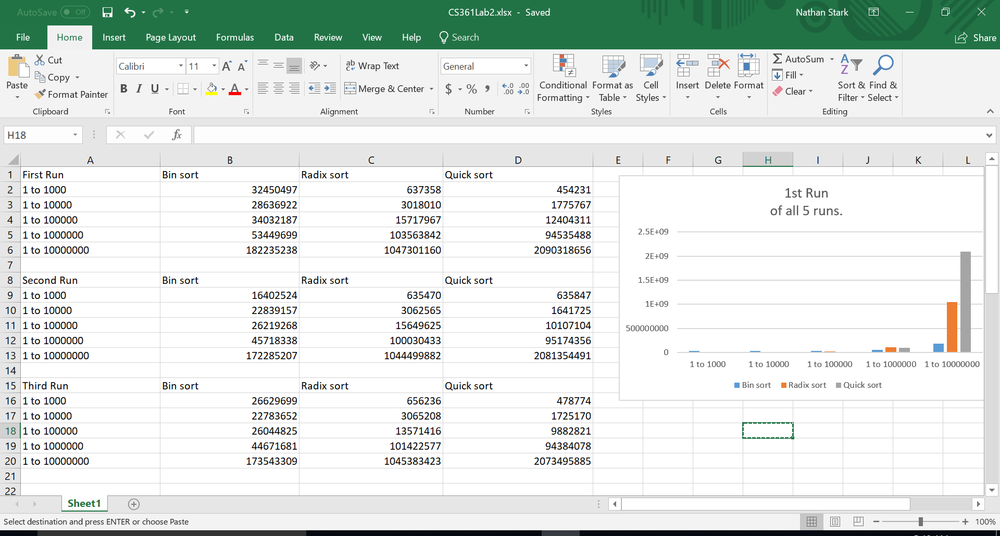 AutoSave Off CS361Lab2.xlsx - Saved Nathan Stark
File Home Insert Page Layout Formulas Data Review View Help Search Share
Paste Cut Copy Format Painter Clipboard
Calibri 11 A A B I U A Font
ab Wrap Text Merge & Center Alignment
General $ % , .0 .00 .00 .0 Number
Conditional Formatting Format as Table Cell Styles Styles
Insert Delete Format Cells
AutoSum Fill Clear Sort & Filter Find & Select Editing
H18 fx
A B C D E F G H I J K L
1 First Run Bin sort Radix sort Quick sort
2 1 to 1000 32450497 637358 454231
3 1 to 10000 28636922 3018010 1775767
4 1 to 100000 34032187 15717967 12404311
5 1 to 1000000 53449699 103563842 94535488
6 1 to 10000000 182235238 1047301160 2090318656
7
8 Second Run Bin sort Radix sort Quick sort
9 1 to 1000 16402524 635470 635847
10 1 to 10000 22839157 3062565 1641725
11 1 to 100000 26219268 15649625 10107104
12 1 to 1000000 45718338 100030433 95174356
13 1 to 10000000 172285207 1044499882 2081354491
14
15 Third Run Bin sort Radix sort Quick sort
16 1 to 1000 26629699 656236 478774
17 1 to 10000 22783652 3065208 1725170
18 1 to 100000 26044825 13571416 9882821
19 1 to 1000000 44671681 101422577 94384078
20 1 to 10000000 173543309 1045383423 2073495885
21
22
1st Run
of all 5 runs.
2.5E+09
2E+09
1.5E+09
1E+09
500000000
0
1 to 1000 1 to 10000 1 to 100000 1 to 1000000 1 to 10000000
Bin sort Radix sort Quick sort
Sheet1
Select destination and press ENTER or choose Paste 100%